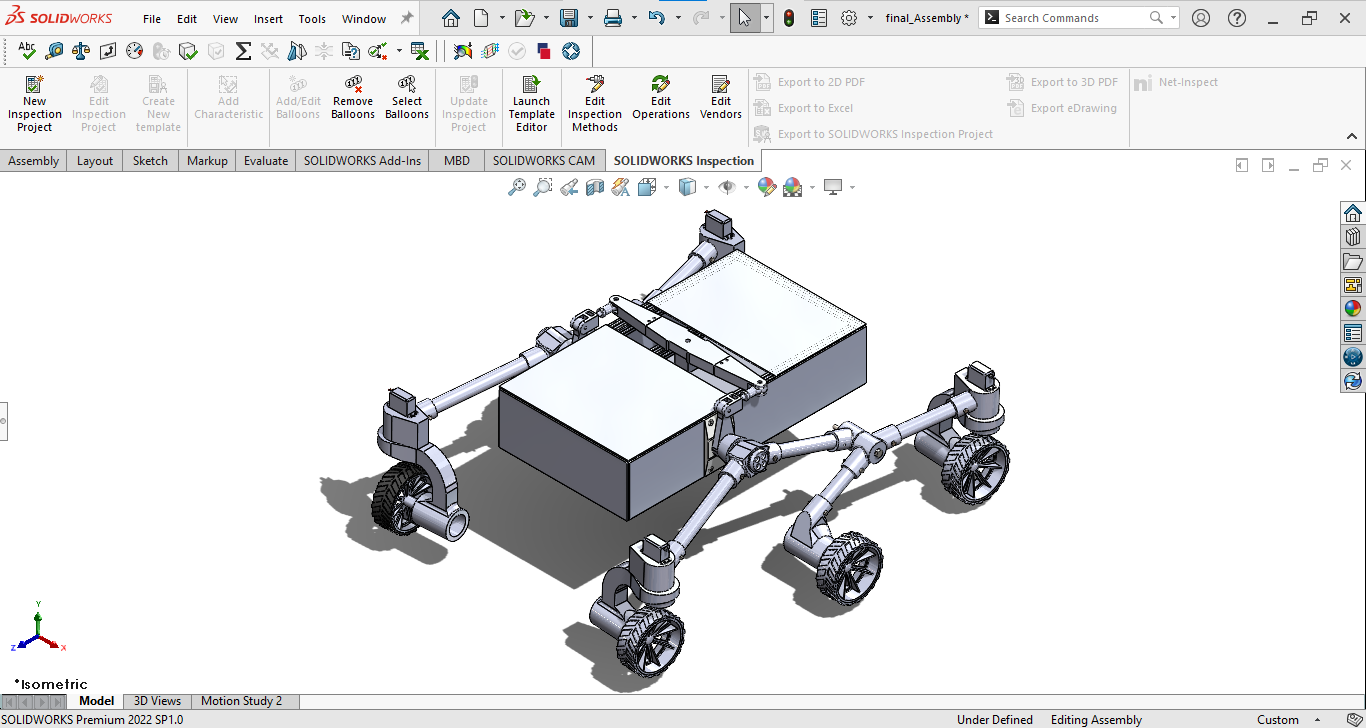 SOLIDWORKS File Edit View Insert Tools Window final_Assembly * Search Commands
Abc
New Inspection Project
Edit Inspection Project
Create New template
Add Characteristic
Add/Edit Balloons
Remove Balloons
Select Balloons
Update Inspection Project
Launch Template Editor
Edit Inspection Methods
Edit Operations
Edit Vendors
Export to 2D PDF
Export to Excel
Export to SOLIDWORKS Inspection Project
Export to 3D PDF
Export eDrawing
Net-Inspect
Assembly Layout Sketch Markup Evaluate SOLIDWORKS Add-Ins MBD SOLIDWORKS CAM SOLIDWORKS Inspection
Y
Z X
*Isometric
Model 3D Views Motion Study 2
SOLIDWORKS Premium 2022 SP1.0 Under Defined Editing Assembly Custom